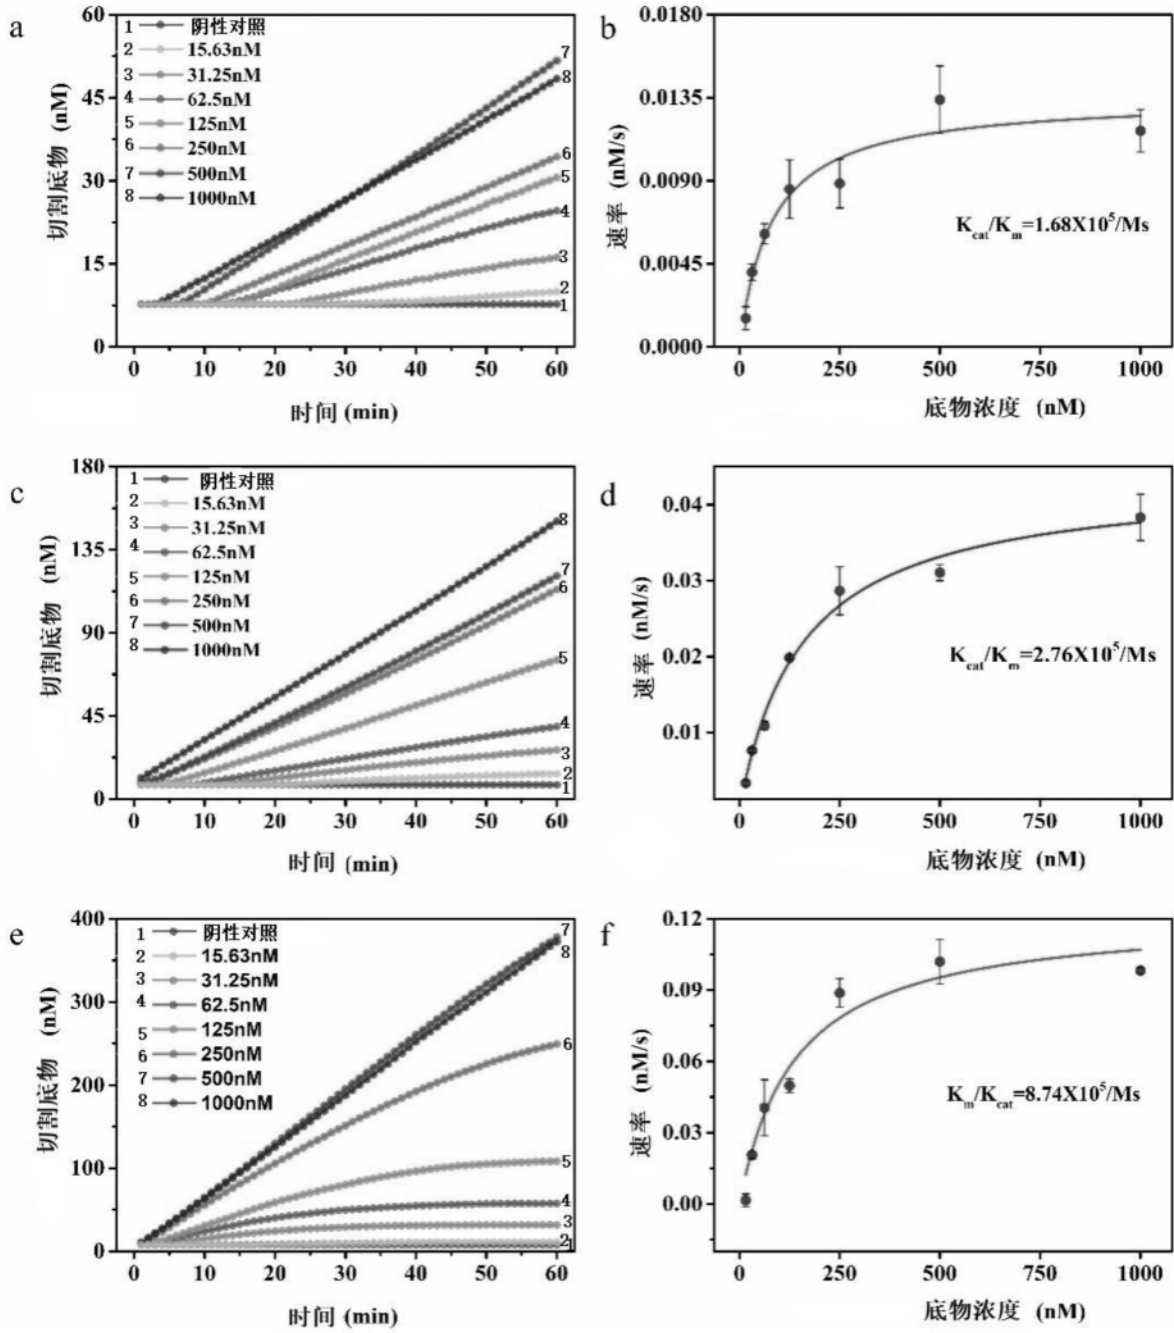 a
60
45
30
15
0
切割底物 (nM)
1 阴性对照
2 15.63nM
3 31.25nM
4 62.5nM
5 125nM
6 250nM
7 500nM
8 1000nM
7
8
6
5
4
3
2
1
0 10 20 30 40 50 60
时间 (min)
b
0.0180
0.0135
0.0090
0.0045
0.0000
速率 (nM/s)
Kcat/Km=1.68X10^5/Ms
0 250 500 750 1000
底物浓度 (nM)
c
180
135
90
45
0
切割底物 (nM)
1 阴性对照
2 15.63nM
3 31.25nM
4 62.5nM
5 125nM
6 250nM
7 500nM
8 1000nM
8
7
6
5
4
3
2
1
0 10 20 30 40 50 60
时间 (min)
d
0.04
0.03
0.02
0.01
速率 (nM/s)
Kcat/Km=2.76X10^5/Ms
0 250 500 750 1000
底物浓度 (nM)
e
400
300
200
100
0
切割底物 (nM)
1 阴性对照
2 15.63nM
3 31.25nM
4 62.5nM
5 125nM
6 250nM
7 500nM
8 1000nM
7
8
6
5
4
3
2
1
0 10 20 30 40 50 60
时间 (min)
f
0.12
0.09
0.06
0.03
0.00
速率 (nM/s)
Km/Kcat=8.74X10^5/Ms
0 250 500 750 1000
底物浓度 (nM)